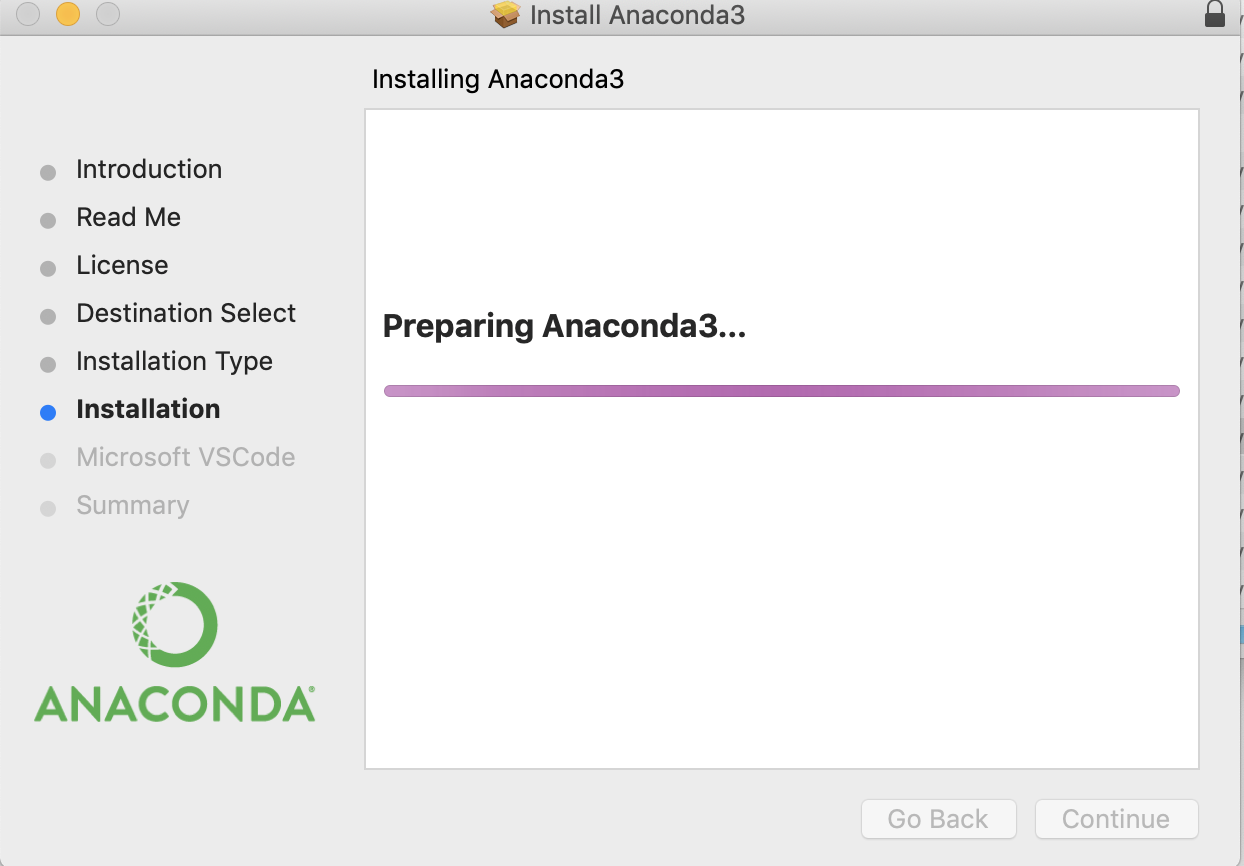 Install Anaconda3
Installing Anaconda3
Introduction
Read Me
License
Destination Select
Installation Type
Installation
Microsoft VSCode
Summary
Preparing Anaconda3...
ANACONDA®
Go Back
Continue